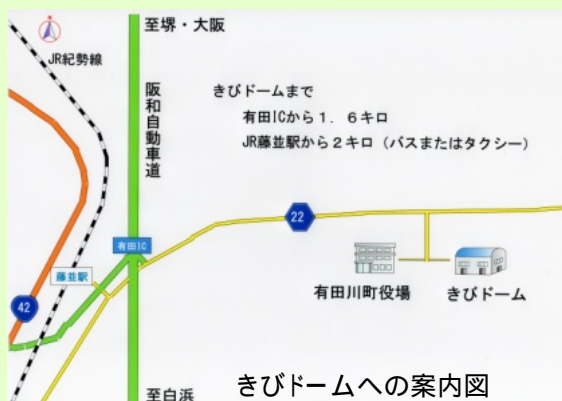 至堺・大阪
JR紀勢線
阪和自動車道
きびドームまで
有田ICから1．6キロ
JR藤並駅から2キロ（バスまたはタクシー）
22
有田IC
藤並駅
42
有田川町役場
きびドーム
至白浜
きびドームへの案内図